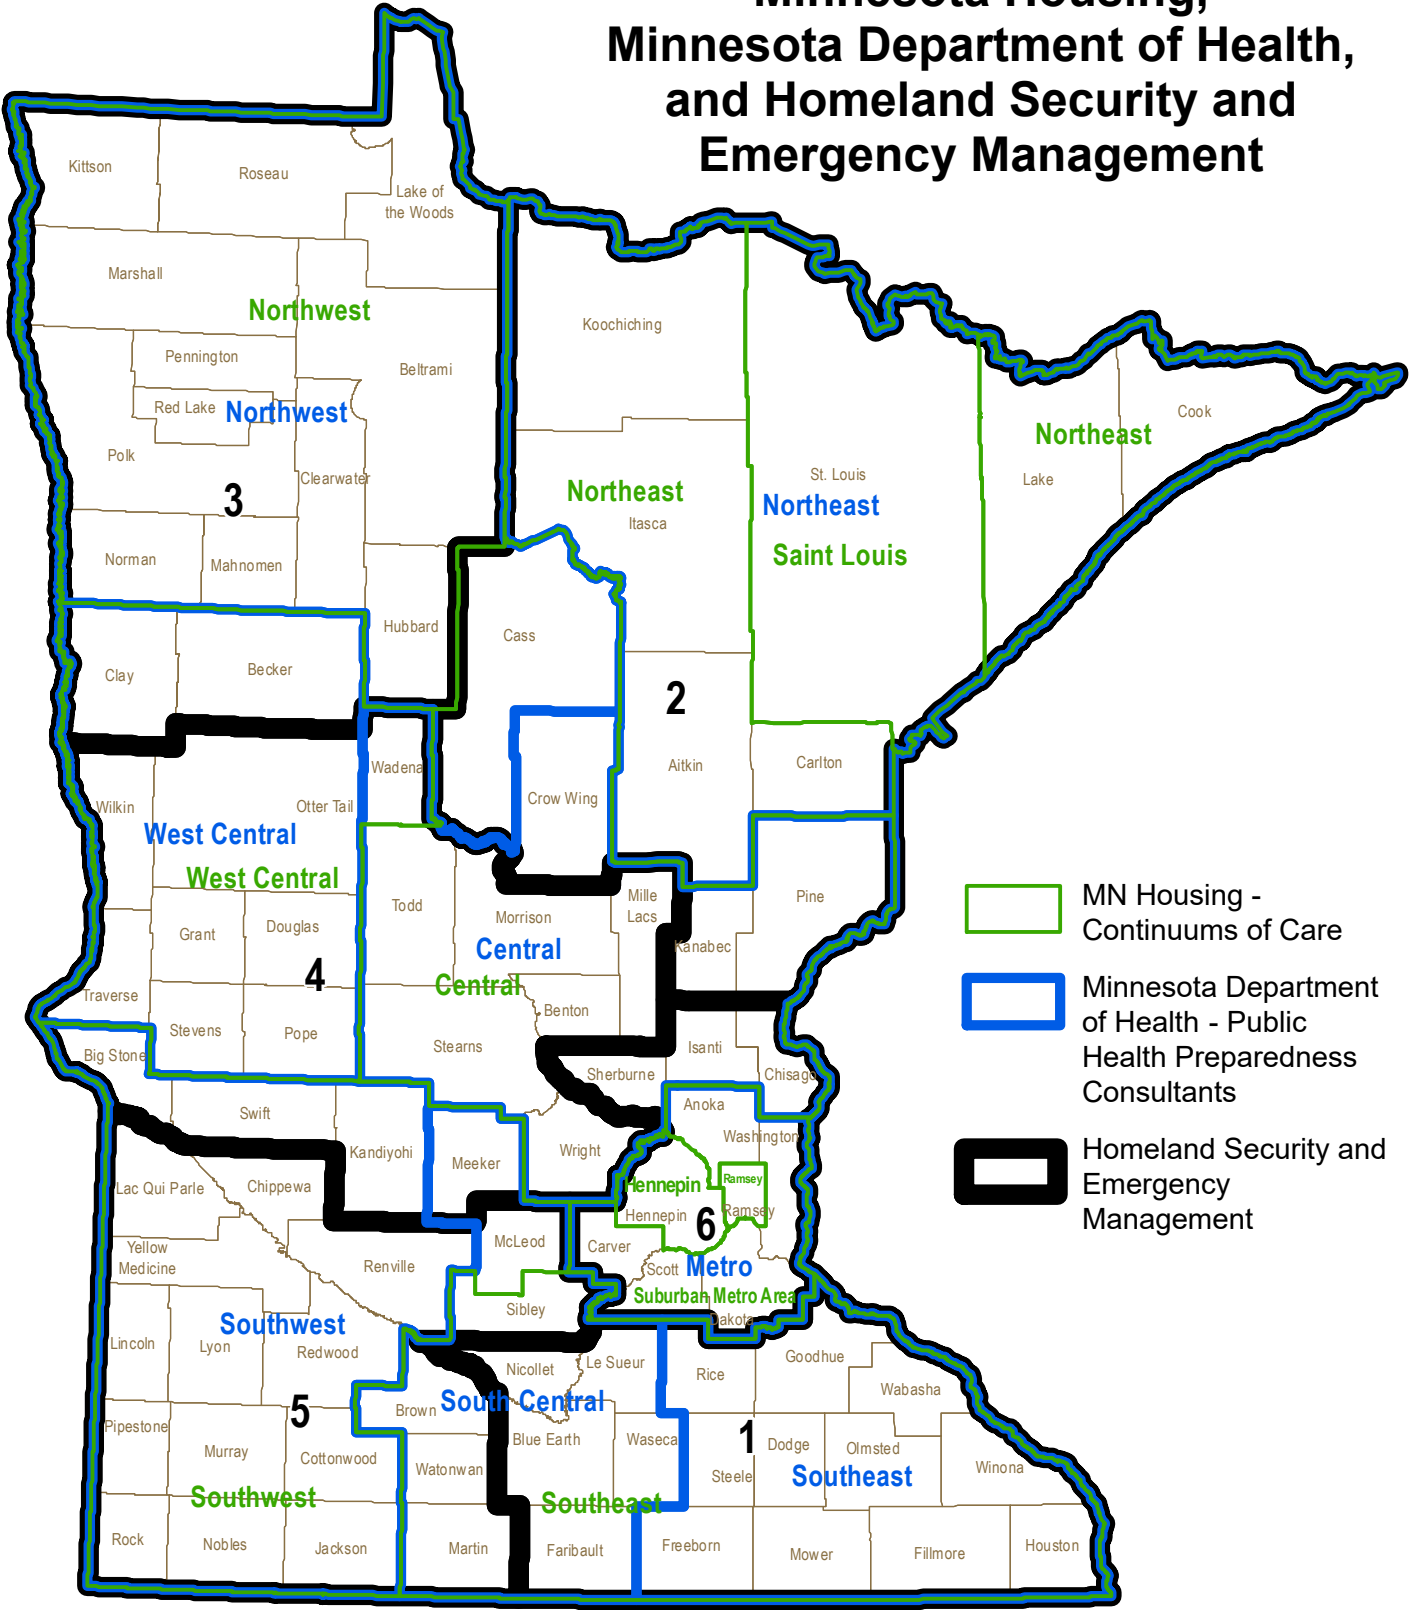 Minnesota Housing,
Minnesota Department of Health,
and Homeland Security and
Emergency Management
Kittson
Roseau
Lake of
the Woods
Marshall
Northwest
Koochiching
Pennington
Beltrami
Red Lake
Northwest
Cook
Northeast
Polk
Clearwater
3
St. Louis
Lake
Northeast
Northeast
Itasca
Saint Louis
Norman
Mahnomen
Hubbard
Cass
Clay
Becker
2
Wadena
Aitkin
Carlton
Wilkin
Otter Tail
Crow Wing
West Central
West Central
Todd
Morrison
Mille
Lacs
Pine
Grant
Douglas
Central
Kanabec
4
Central
Traverse
Benton
Stevens
Pope
Stearns
Isanti
Big Stone
Sherburne
Chisago
Swift
Anoka
Washington
Kandiyohi
Meeker
Wright
Lac Qui Parle
Chippewa
Hennepin
Ramsey
Hennepin
6
Ramsey
Yellow
Medicine
McLeod
Carver
Renville
Scott
Metro
Suburban Metro Area
Sibley
Dakota
Southwest
Lincoln
Lyon
Redwood
Nicollet
Le Sueur
Rice
Goodhue
Wabasha
5
Brown
South Central
Pipestone
Murray
Cottonwood
Blue Earth
Waseca
1
Dodge
Olmsted
Watonwan
Steele
Southeast
Winona
Southwest
Southeast
Rock
Nobles
Jackson
Martin
Faribault
Freeborn
Mower
Fillmore
Houston
MN Housing -
Continuums of Care
Minnesota Department
of Health - Public
Health Preparedness
Consultants
Homeland Security and
Emergency
Management